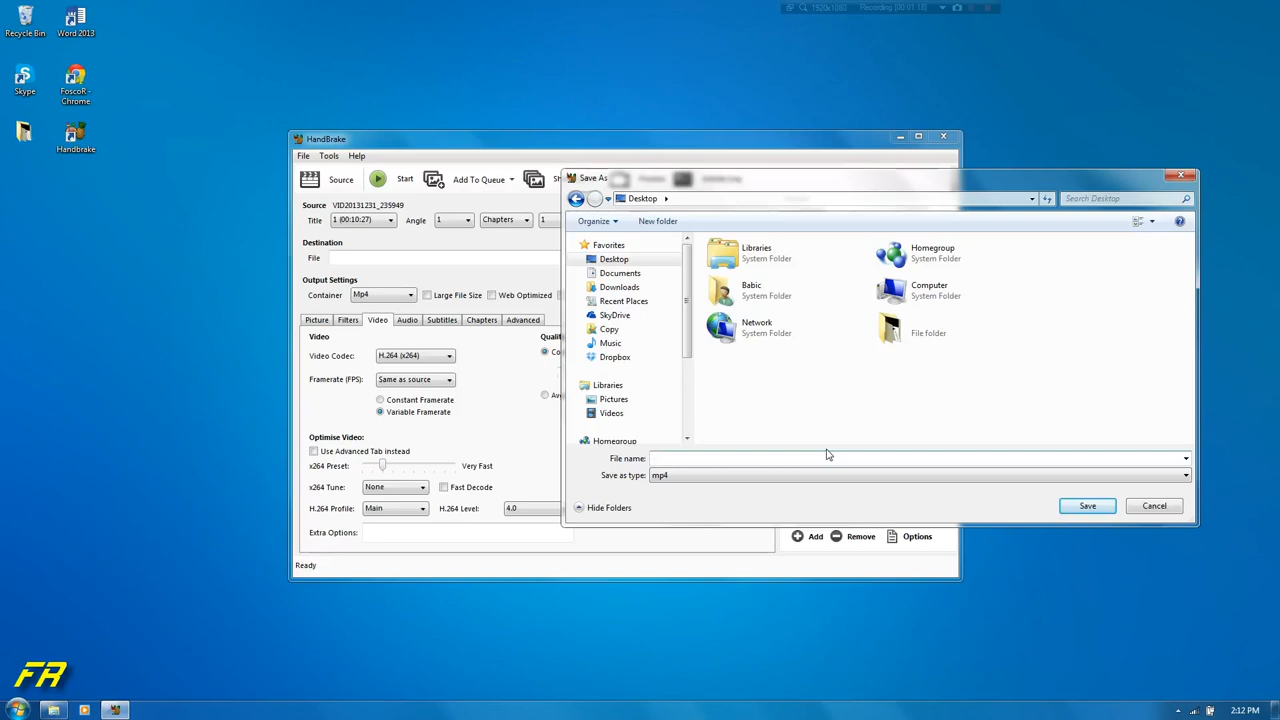 1920x1080 Recording [00:01:18]
Recycle Bin
Word 2013
Skype
FoscoR - Chrome
Handbrake
HandBrake
File Tools Help
Source Start Add To Queue
Source VID20131231_235949
Title 1 (00:10:27) Angle 1 Chapters 1
Destination
File
Output Settings
Container Mp4 Large File Size Web Optimized
Picture Filters Video Audio Subtitles Chapters Advanced
Video
Video Codec: H.264 (x264)
Framerate (FPS): Same as source
Constant Framerate
Variable Framerate
Optimise Video:
Use Advanced Tab instead
x264 Preset: Very Fast
x264 Tune: None Fast Decode
H.264 Profile: Main H.264 Level: 4.0
Extra Options:
Add Remove Options
Ready
Save As
Desktop
Search Desktop
Organize New folder
Favorites
Desktop
Documents
Downloads
Recent Places
SkyDrive
Copy
Music
Dropbox
Libraries
Pictures
Videos
Homegroup
Libraries
System Folder
Homegroup
System Folder
Babic
System Folder
Computer
System Folder
Network
System Folder
File folder
File name:
Save as type: mp4
Hide Folders
Save Cancel
FR
2:12 PM